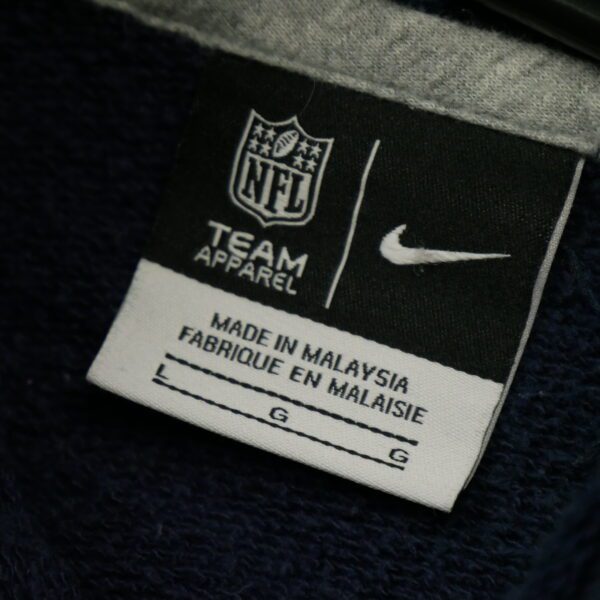 NFL
TEAM
APPAREL
MADE IN MALAYSIA
FABRIQUE EN MALAISIE
L
G
G